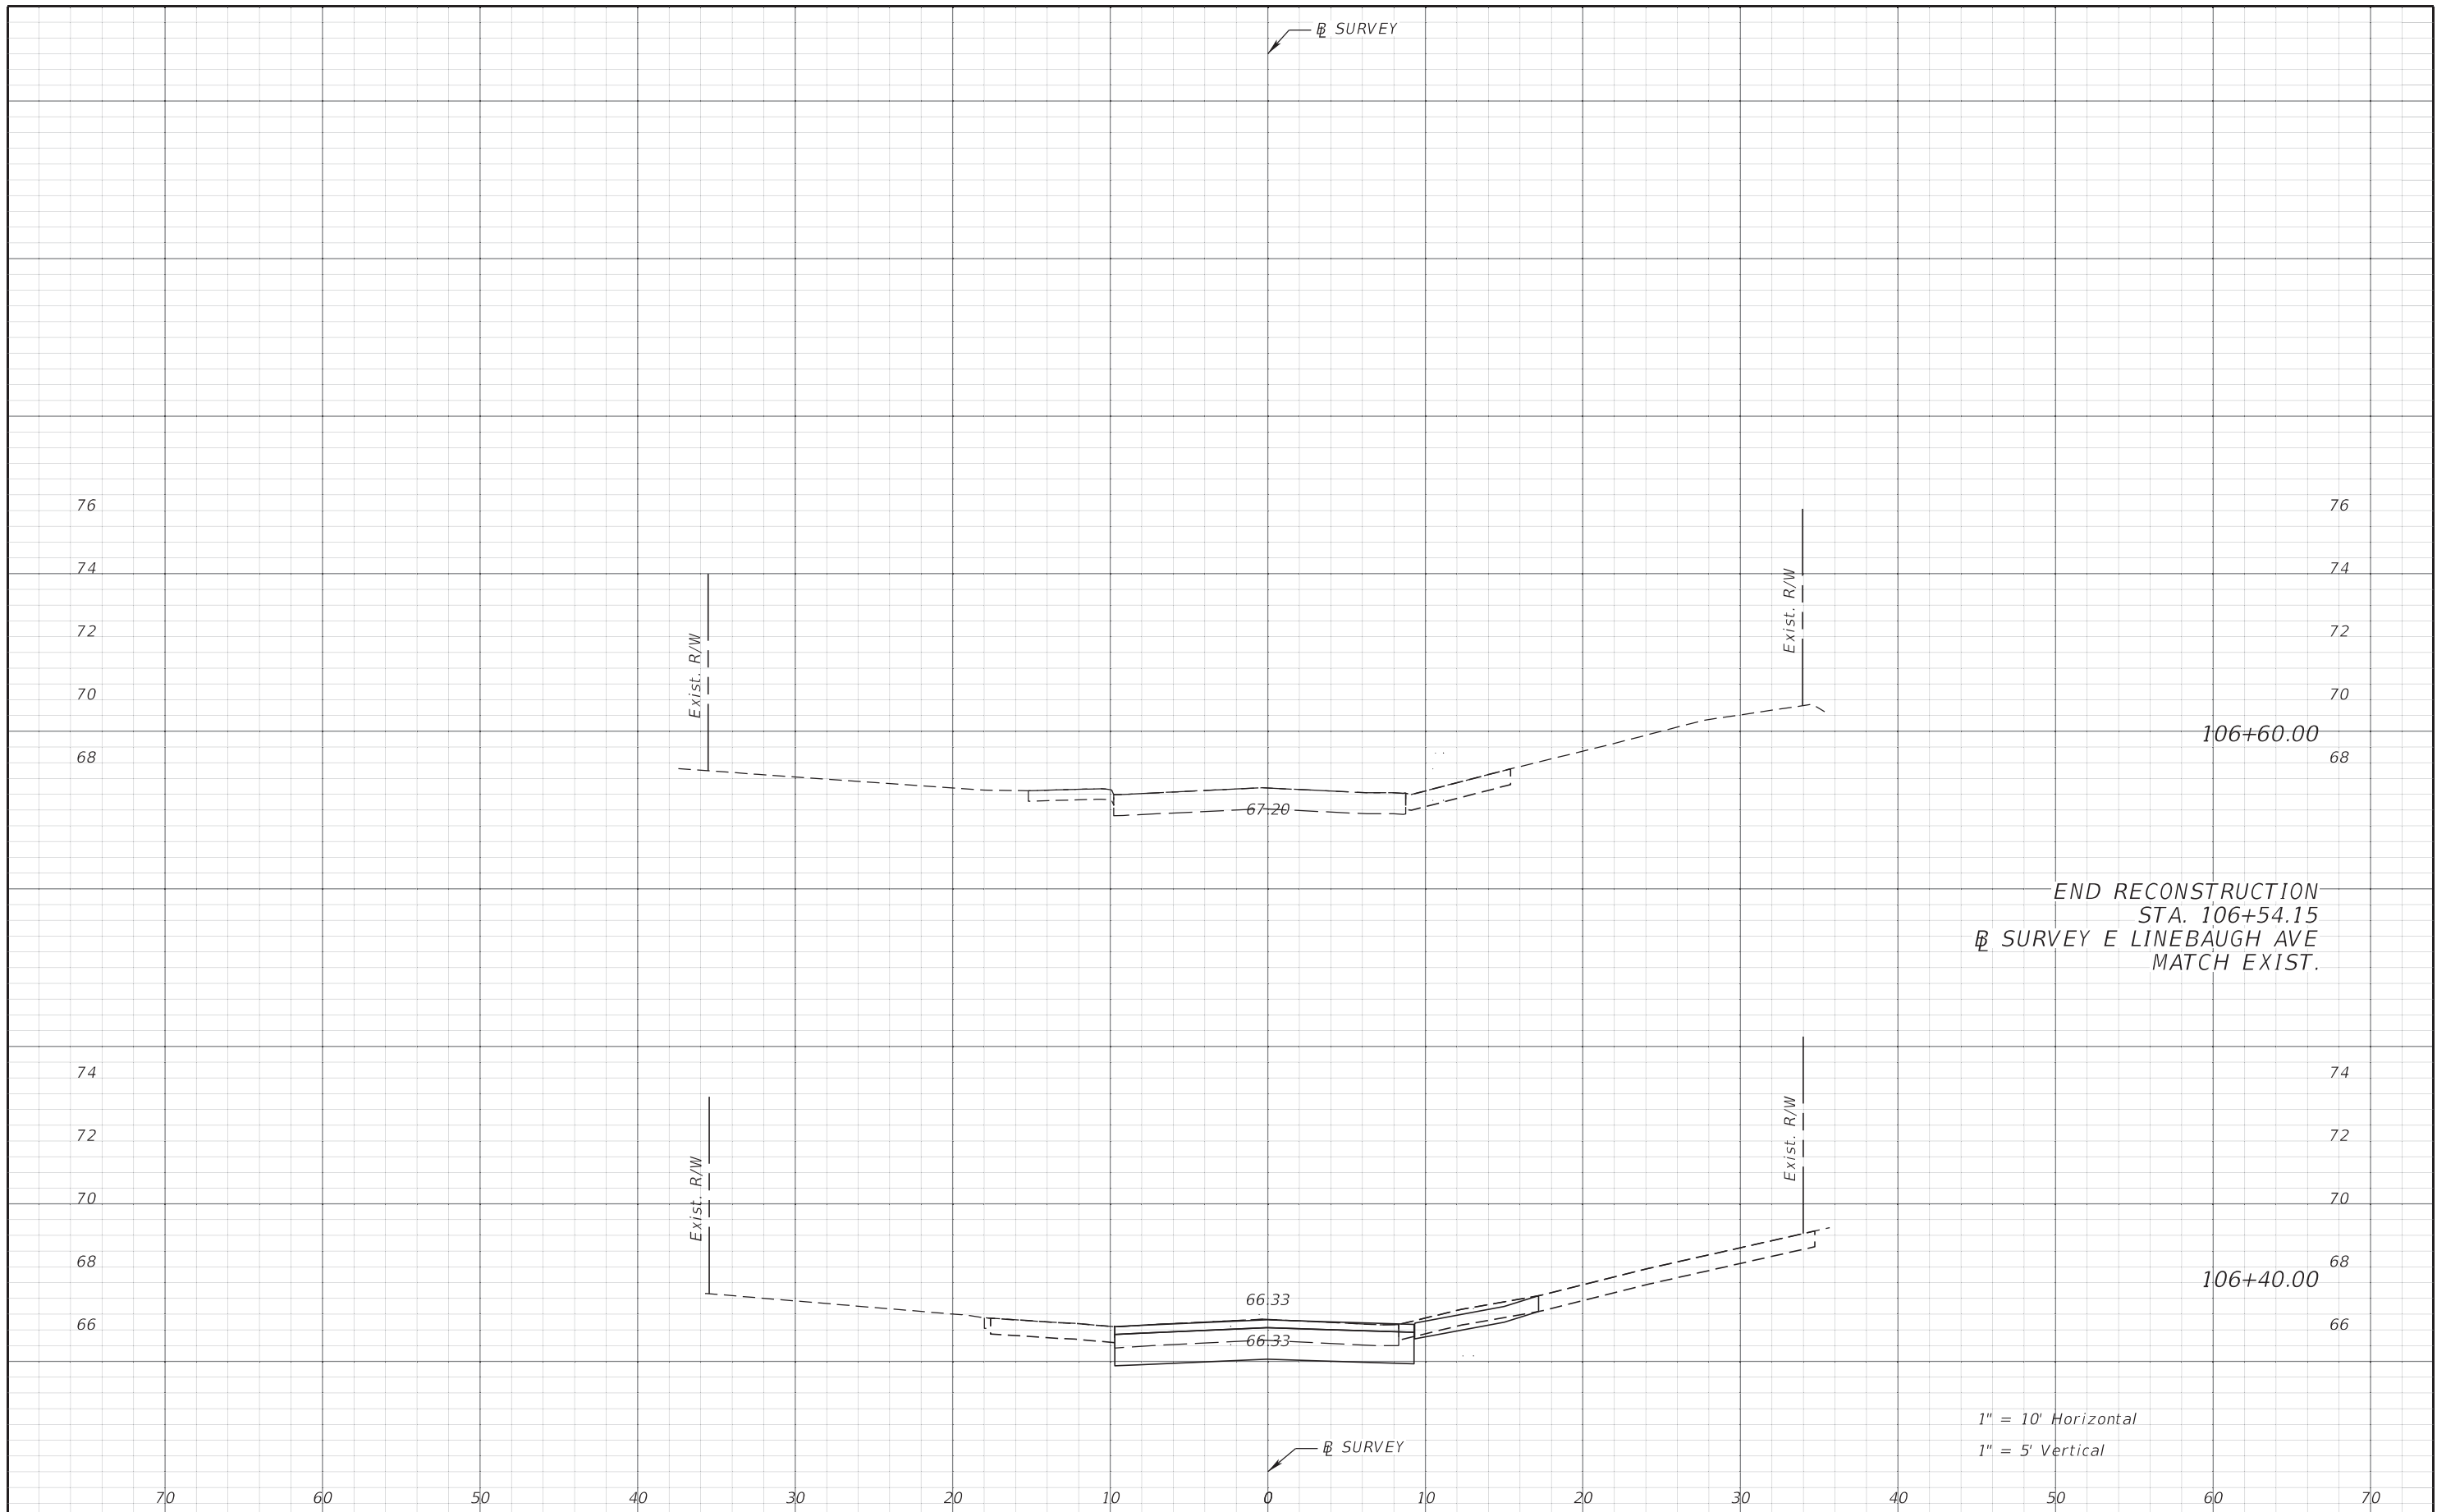 ℄ SURVEY
76 76
74 74
Exist. R/W
72 72
Exist. R/W
70 70
106+60.00
68 68
67.20
END RECONSTRUCTION
STA. 106+54.15
℄ SURVEY E LINEBAUGH AVE
MATCH EXIST.
74 74
72 72
Exist. R/W
Exist. R/W
70 70
68 68
106+40.00
66.33
66 66
66.33
1" = 10' Horizontal
1" = 5' Vertical
℄ SURVEY
70 60 50 40 30 20 10 0 10 20 30 40 50 60 70